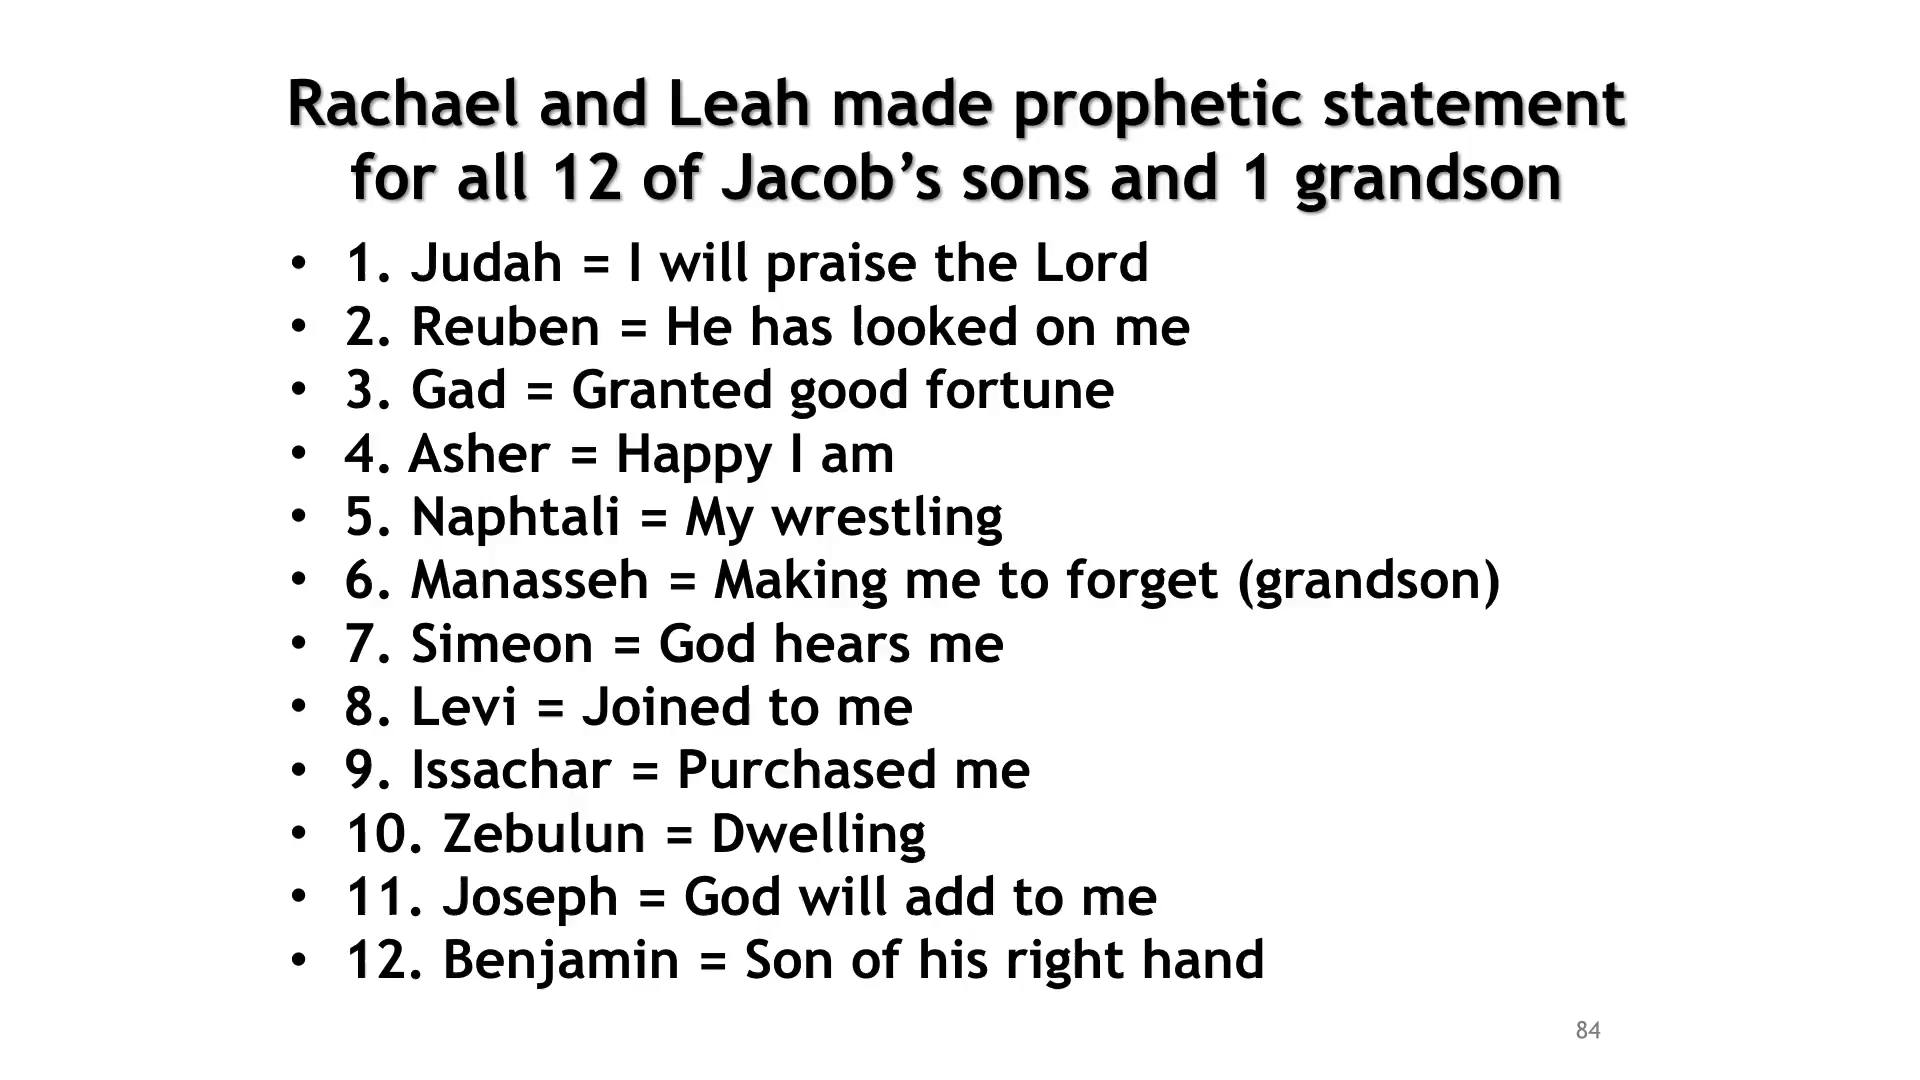 Rachael and Leah made prophetic statement
for all 12 of Jacob’s sons and 1 grandson
• 1. Judah = I will praise the Lord
• 2. Reuben = He has looked on me
• 3. Gad = Granted good fortune
• 4. Asher = Happy I am
• 5. Naphtali = My wrestling
• 6. Manasseh = Making me to forget (grandson)
• 7. Simeon = God hears me
• 8. Levi = Joined to me
• 9. Issachar = Purchased me
• 10. Zebulun = Dwelling
• 11. Joseph = God will add to me
• 12. Benjamin = Son of his right hand
84